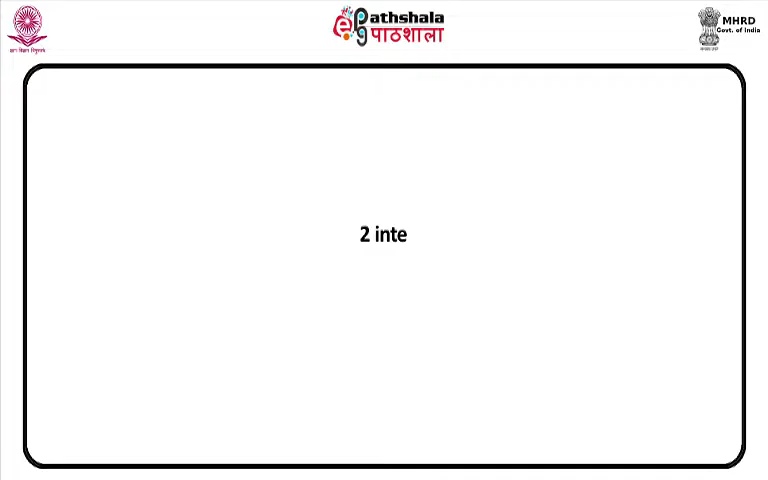 ePathshala
पाठशाला
MHRD
Govt. of India
2 inte